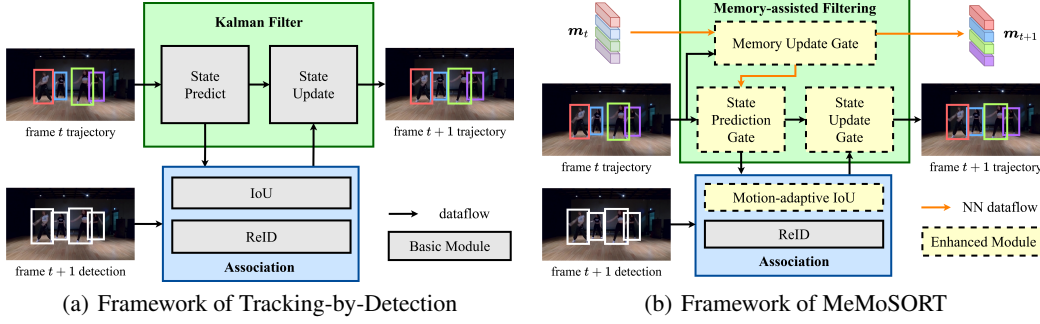 Kalman Filter
State
Predict
State
Update
frame t trajectory
frame t + 1 trajectory
IoU
ReID
Association
frame t + 1 detection
dataflow
Basic Module
(a) Framework of Tracking-by-Detection
Memory-assisted Filtering
m_t
Memory Update Gate
m_{t+1}
State
Prediction
Gate
State
Update
Gate
frame t trajectory
frame t + 1 trajectory
Motion-adaptive IoU
ReID
Association
frame t + 1 detection
NN dataflow
Enhanced Module
(b) Framework of MeMoSORT